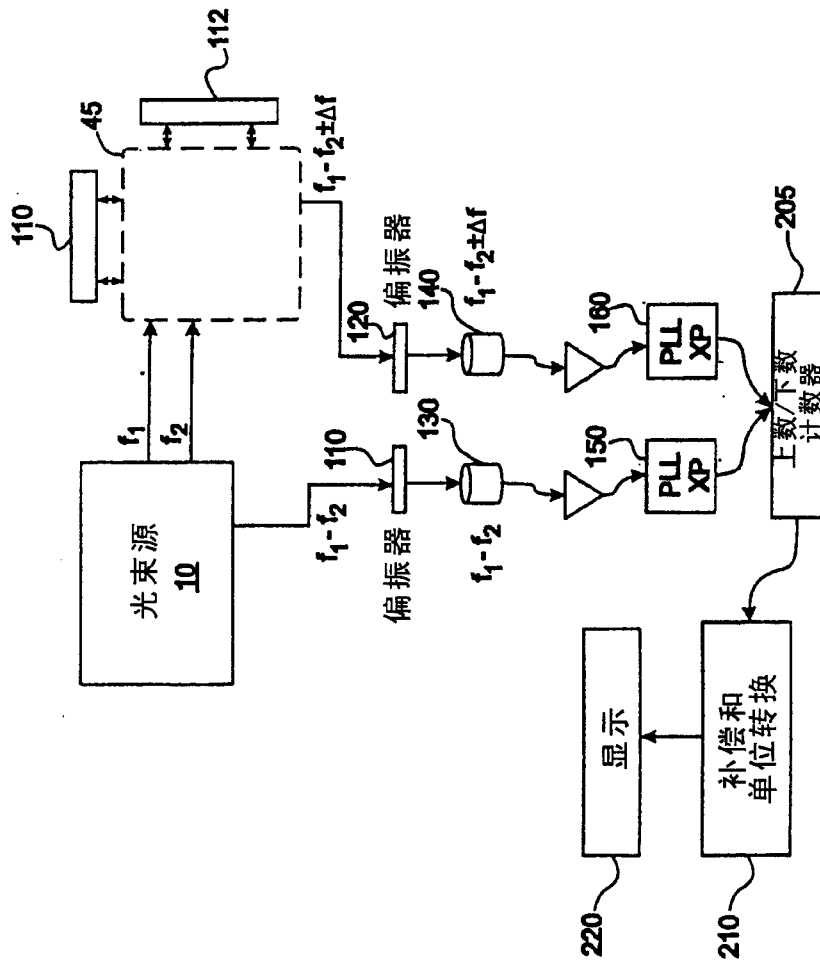 110
112
45
光束源
10
f₁
f₂
f₁- f₂±Δf
f₁- f₂
偏振器
110
120
偏振器
130
f₁- f₂
140
f₁- f₂±Δf
150
PLL
XP
160
PLL
XP
205
上数/下数
计数器
显示
220
补偿和
单位转换
210